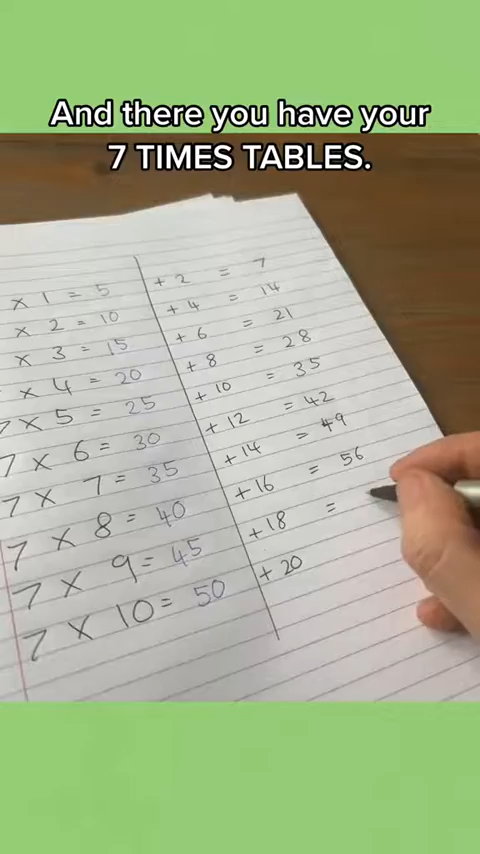 And there you have your
7 TIMES TABLES.
x 1 = 5 + 2 = 7
x 2 = 10 + 4 = 14
x 3 = 15 + 6 = 21
x 4 = 20 + 8 = 28
7 x 5 = 25 + 10 = 35
7 x 6 = 30 + 12 = 42
7 x 7 = 35 + 14 = 49
7 x 8 = 40 + 16 = 56
7 x 9 = 45 + 18 =
7 x 10 = 50 + 20